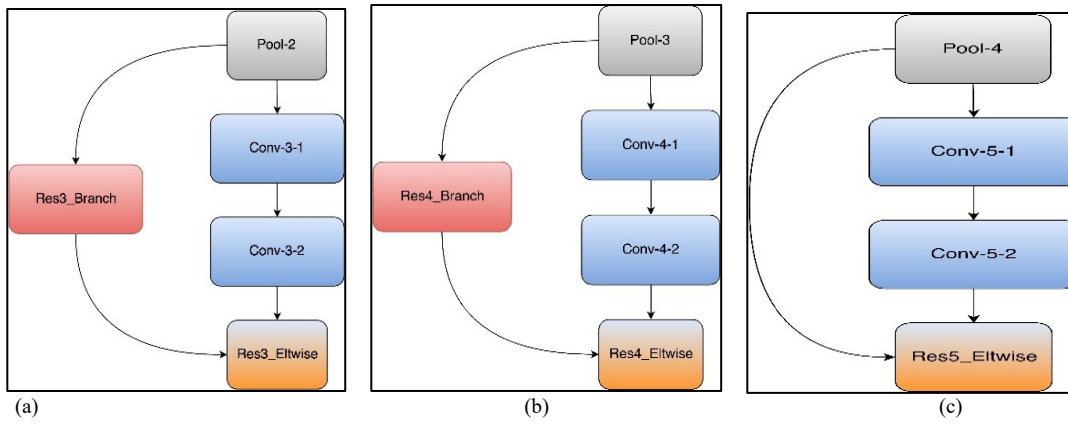 Pool-2
Conv-3-1
Res3_Branch
Conv-3-2
Res3_Eltwise
(a)
Pool-3
Conv-4-1
Res4_Branch
Conv-4-2
Res4_Eltwise
(b)
Pool-4
Conv-5-1
Conv-5-2
Res5_Eltwise
(c)